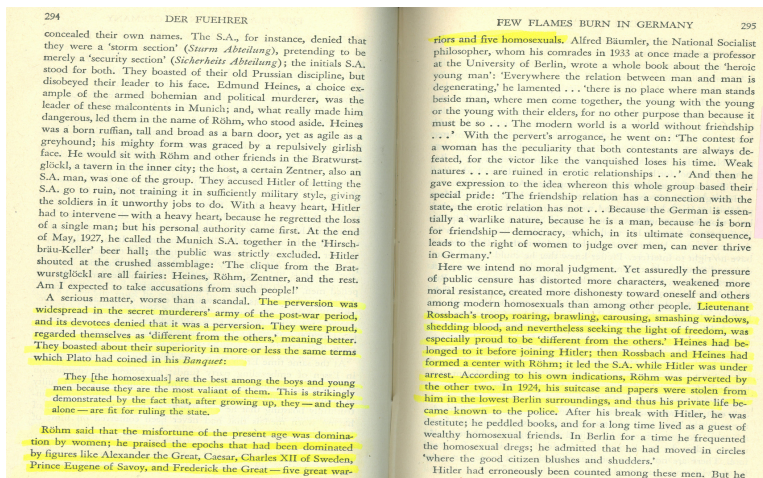 294 DER FUEHRER
concealed their own names. The S.A., for instance, denied that
they were a 'storm section' (Sturm Abteilung), pretending to be
merely a 'security section' (Sicherheits Abteilung); the initials S.A.
stood for both. They boasted of their old Prussian discipline, but
disobeyed their leader to his face. Edmund Heines, a choice ex-
ample of the armed bohemian and political murderer, was the
leader of these malcontents in Munich; and, what really made him
dangerous, led them in the name of Röhm, who stood aside. Heines
was a born ruffian, tall and broad as a barn door, yet as agile as a
greyhound; his mighty form was graced by a repulsively girlish
face. He would sit with Röhm and other friends in the Bratwurst-
glöckl, a tavern in the inner city; the host, a certain Zentner, also an
S.A. man, was one of the group. They accused Hitler of letting the
S.A. go to ruin, not training it in sufficiently military style, giving
the soldiers in it unworthy jobs to do. With a heavy heart, Hitler
had to intervene — with a heavy heart, because he regretted the loss
of a single man; but his personal authority came first. At the end
of May, 1927, he called the Munich S.A. together in the 'Hirsch-
bräu-Keller' beer hall; the public was strictly excluded. Hitler
shouted at the crushed assemblage: 'The clique from the Brat-
wurstglöckl are all fairies: Heines, Röhm, Zentner, and the rest.
Am I expected to take accusations from such people!'
A serious matter, worse than a scandal. The perversion was
widespread in the secret murderers' army of the post-war period,
and its devotees denied that it was a perversion. They were proud,
regarded themselves as 'different from the others,' meaning better.
They boasted about their superiority in more or less the same terms
which Plato had coined in his Banquet:
They [the homosexuals] are the best among the boys and young
men because they are the most valiant of them. This is strikingly
demonstrated by the fact that, after growing up, they — and they
alone — are fit for ruling the state.
Röhm said that the misfortune of the present age was domina-
tion by women; he praised the epochs that had been dominated
by figures like Alexander the Great, Caesar, Charles XII of Sweden,
Prince Eugene of Savoy, and Frederick the Great — five great war-
FEW FLAMES BURN IN GERMANY 295
riors and five homosexuals. Alfred Bäumler, the National Socialist
philosopher, whom his comrades in 1933 at once made a professor
at the University of Berlin, wrote a whole book about the 'heroic
young man': 'Everywhere the relation between man and man is
degenerating,' he lamented . . . 'there is no place where man stands
beside man, where men come together, the young with the young
or the young with their elders, for no other purpose than because it
must be so . . . The modern world is a world without friendship
. . .' With the pervert's arrogance, he went on: 'The contest for
a woman has the peculiarity that both contestants are always de-
feated, for the victor like the vanquished loses his time. Weak
natures . . . are ruined in erotic relationships . . .' And then he
gave expression to the idea whereon this whole group based their
special pride: 'The friendship relation has a connection with the
state, the erotic relation has not . . . Because the German is essen-
tially a warlike nature, because he is a man, because he is born
for friendship — democracy, which, in its ultimate consequence,
leads to the right of women to judge over men, can never thrive
in Germany.'
Here we intend no moral judgment. Yet assuredly the pressure
of public censure has distorted more characters, weakened more
moral resistance, created more dishonesty toward oneself and others
among modern homosexuals than among other people. Lieutenant
Rossbach's troop, roaring, brawling, carousing, smashing windows,
shedding blood, and nevertheless seeking the light of freedom, was
especially proud to be 'different from the others.' Heines had be-
longed to it before joining Hitler; then Rossbach and Heines had
formed a center with Röhm; it led the S.A. while Hitler was under
arrest. According to his own indications, Röhm was perverted by
the other two. In 1924, his suitcase and papers were stolen from
him in the lowest Berlin surroundings, and thus his private life be-
came known to the police. After his break with Hitler, he was
destitute; he peddled books, and for a long time lived as a guest of
wealthy homosexual friends. In Berlin for a time he frequented
the homosexual dregs; he admitted that he had moved in circles
'where the good citizen blushes and shudders.'
Hitler had erroneously been counted among these men. But he